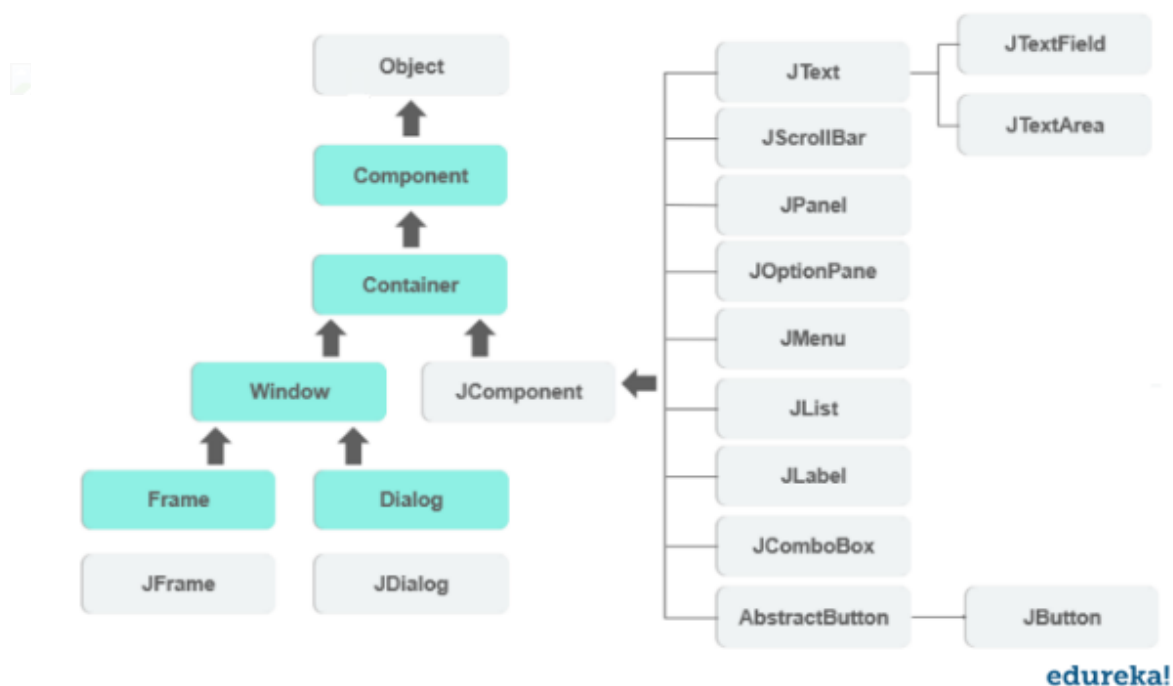 Object
Component
Container
Window
JComponent
Frame
Dialog
JFrame
JDialog
JText
JTextField
JTextArea
JScrollBar
JPanel
JOptionPane
JMenu
JList
JLabel
JComboBox
AbstractButton
JButton
edureka!